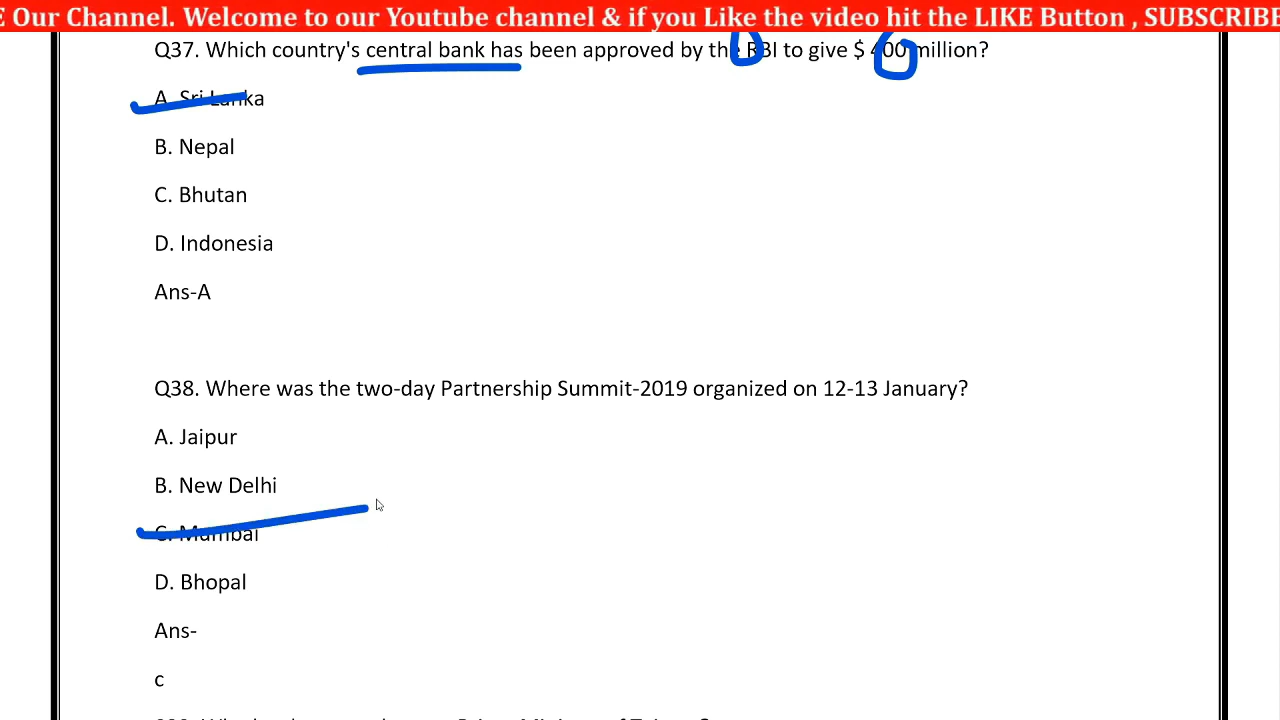 E Our Channel. Welcome to our Youtube channel & if you Like the video hit the LIKE Button , SUBSCRIBE
Q37. Which country's central bank has been approved by the RBI to give $ 400 million?
A. Sri Lanka
B. Nepal
C. Bhutan
D. Indonesia
Ans-A
Q38. Where was the two-day Partnership Summit-2019 organized on 12-13 January?
A. Jaipur
B. New Delhi
C. Mumbai
D. Bhopal
Ans-
c